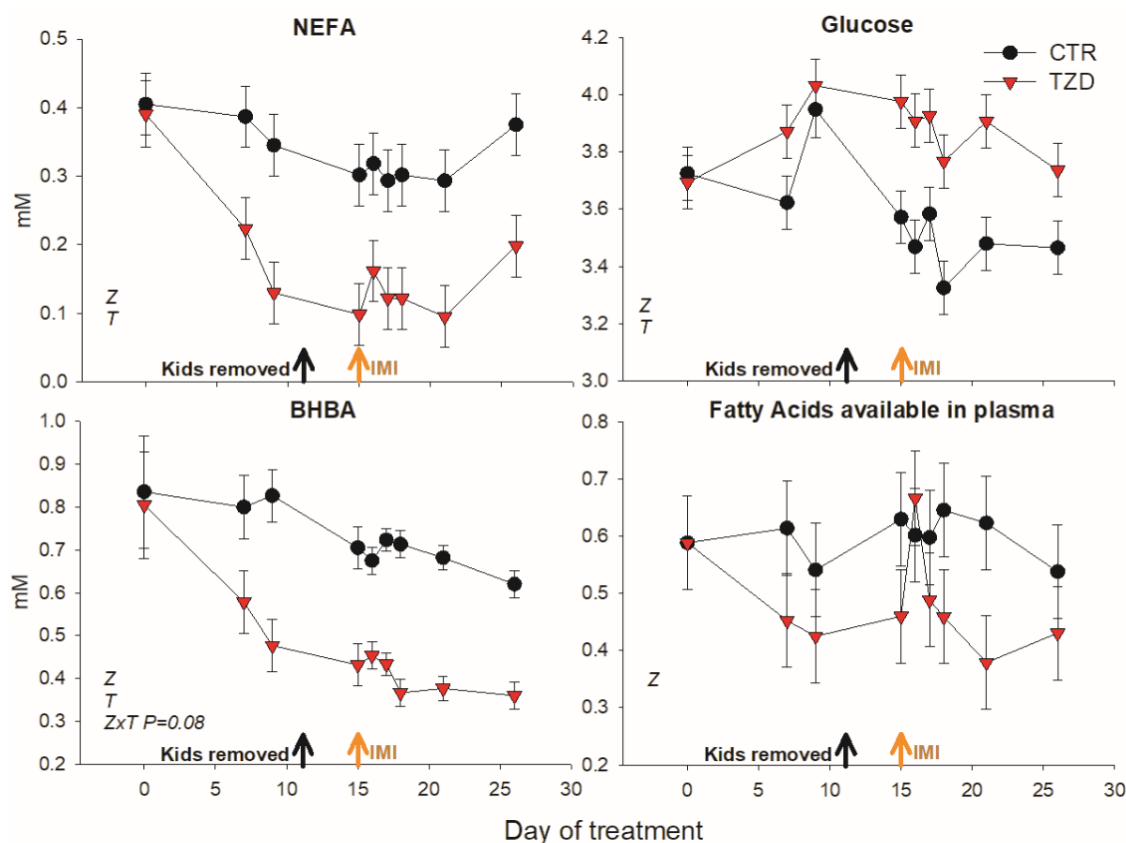 NEFA
0.5
0.4
0.3
0.2
0.1
0.0
mM
Z
T
Kids removed
IMI
Glucose
CTR
TZD
4.2
4.0
3.8
3.6
3.4
3.2
3.0
Z
T
Kids removed
IMI
BHBA
1.0
0.9
0.8
0.7
0.6
0.5
0.4
0.3
0.2
mM
Z
T
ZxT P=0.08
Kids removed
IMI
0 5 10 15 20 25 30
Fatty Acids available in plasma
0.8
0.7
0.6
0.5
0.4
0.3
0.2
Z
Kids removed
IMI
0 5 10 15 20 25 30
Day of treatment